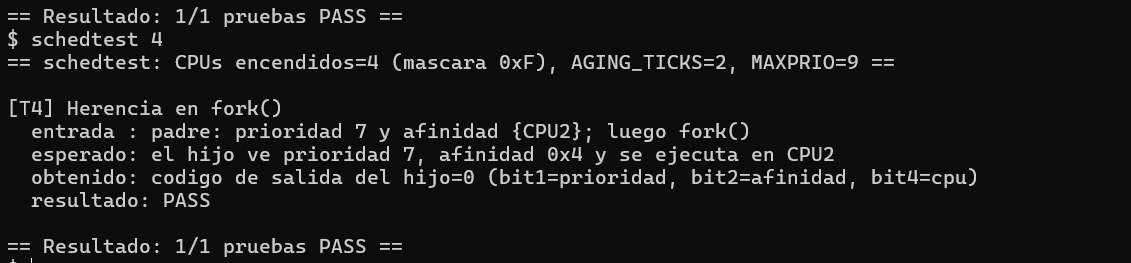 == Resultado: 1/1 pruebas PASS ==
$ schedtest 4
== schedtest: CPUs encendidos=4 (mascara 0xF), AGING_TICKS=2, MAXPRIO=9 ==
[T4] Herencia en fork()
entrada : padre: prioridad 7 y afinidad {CPU2}; luego fork()
esperado: el hijo ve prioridad 7, afinidad 0x4 y se ejecuta en CPU2
obtenido: codigo de salida del hijo=0 (bit1=prioridad, bit2=afinidad, bit4=cpu)
resultado: PASS
== Resultado: 1/1 pruebas PASS ==